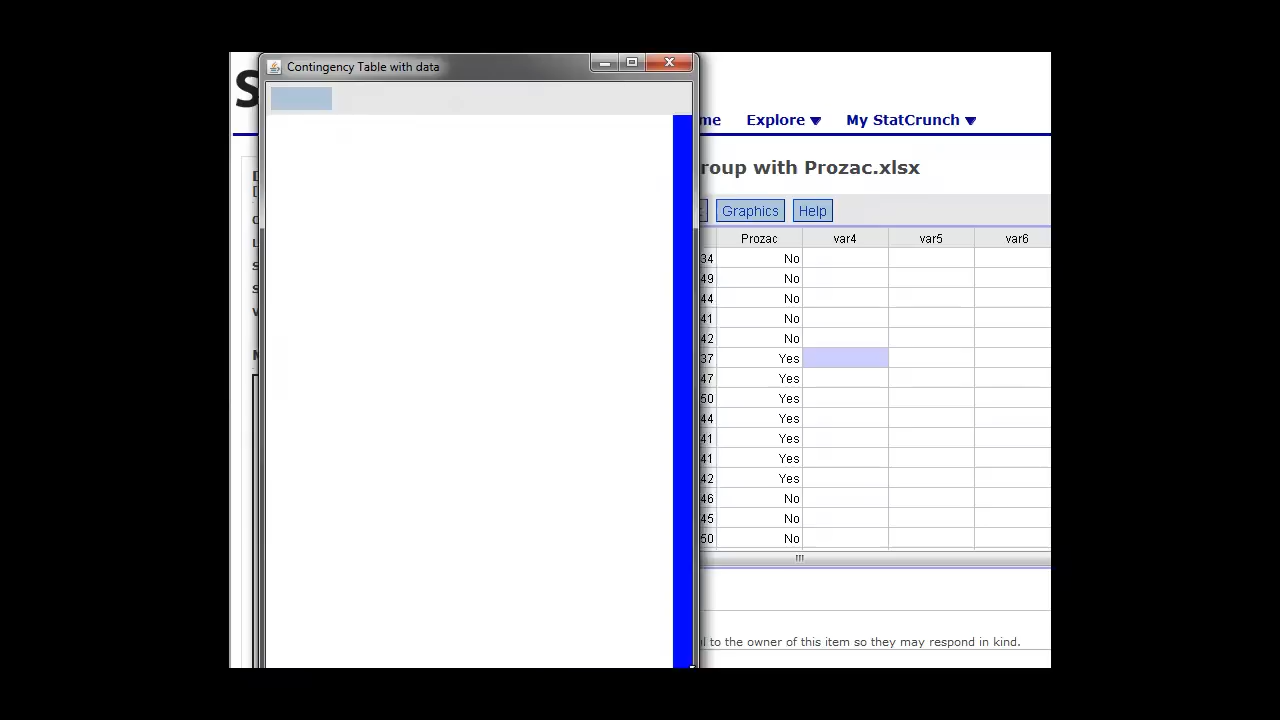 S
Contingency Table with data
me Explore My StatCrunch
roup with Prozac.xlsx
Graphics Help
Prozac var4 var5 var6
34 No
49 No
44 No
41 No
42 No
37 Yes
47 Yes
50 Yes
44 Yes
41 Yes
41 Yes
42 Yes
46 No
45 No
50 No
l to the owner of this item so they may respond in kind.